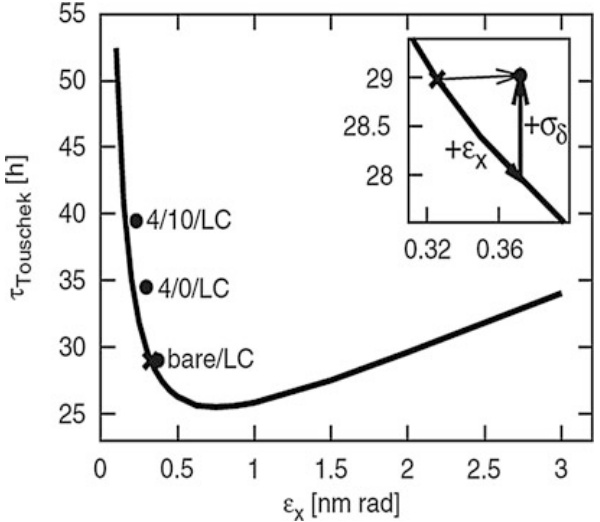 55
50
45
40
35
30
25
τTouschek [h]
4/10/LC
4/0/LC
bare/LC
29
28.5
28
+εx
+σδ
0.32 0.36
0 0.5 1 1.5 2 2.5 3
εx [nm rad]